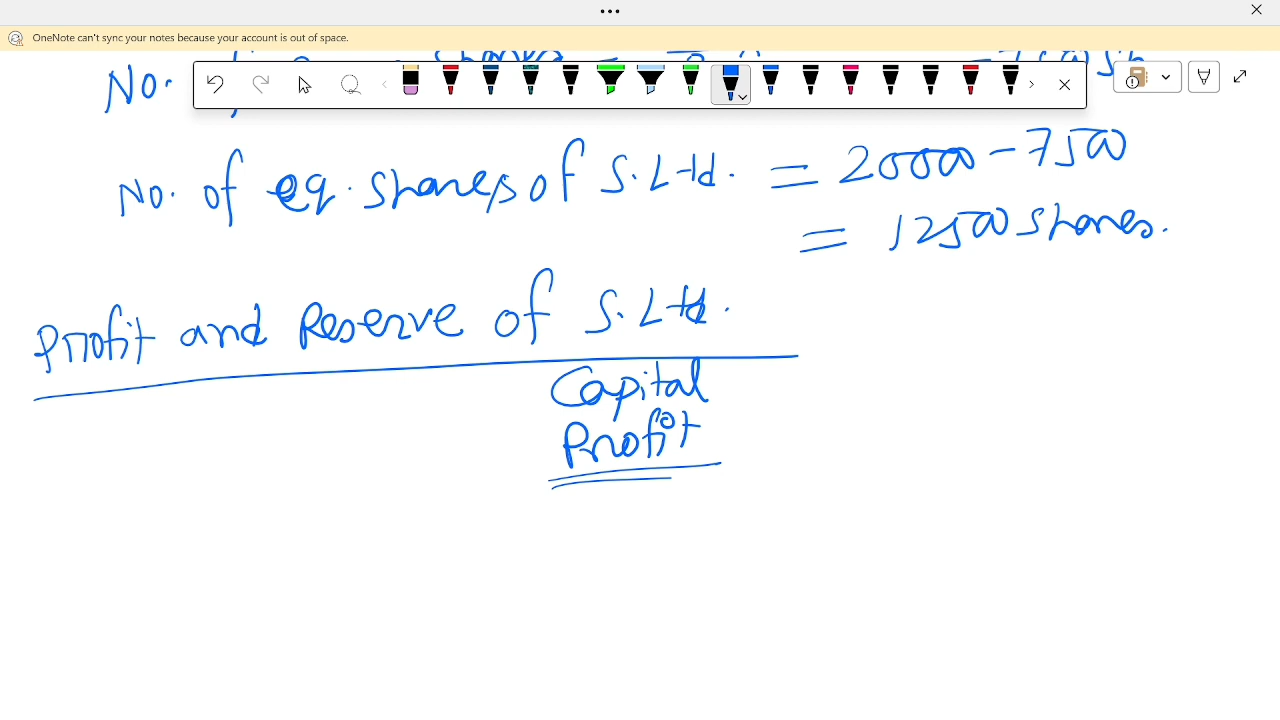 OneNote can't sync your notes because your account is out of space.
No.
No. of eq. shares of S. Ltd. = 20000 - 7500
= 12500 shares.
Profit and Reserve of S. Ltd.
Capital
Profit